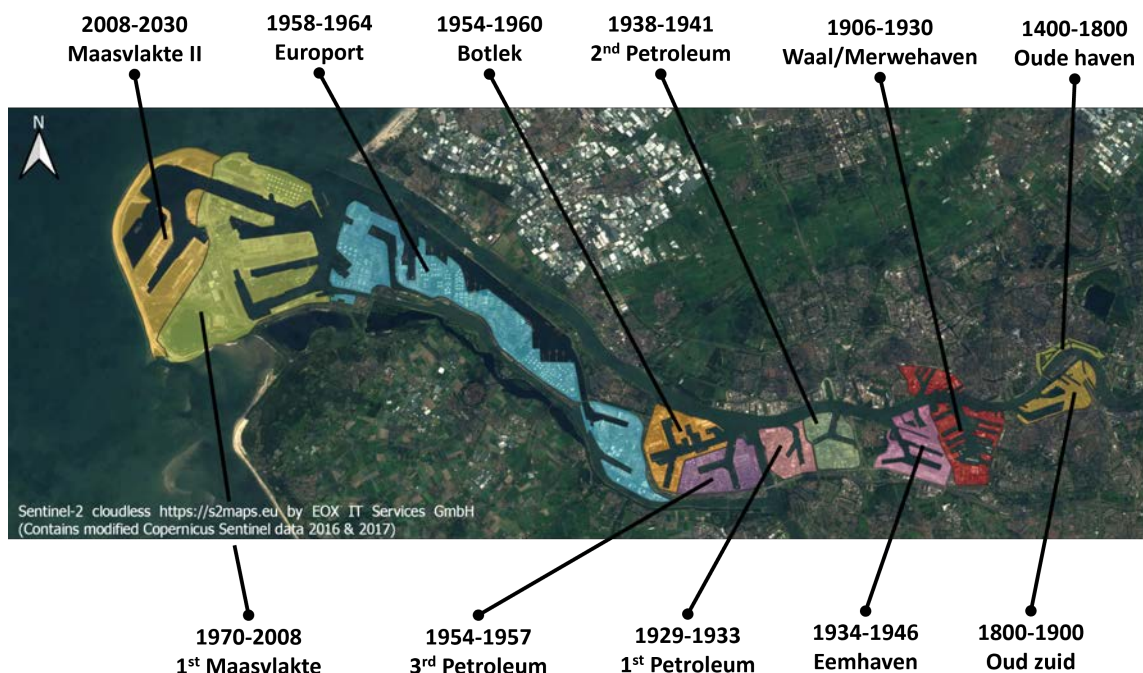 2008-2030
Maasvlakte II
1958-1964
Europort
1954-1960
Botlek
1938-1941
2nd Petroleum
1906-1930
Waal/Merwehaven
1400-1800
Oude haven
N
Sentinel-2 cloudless https://s2maps.eu by EOX IT Services GmbH
(Contains modified Copernicus Sentinel data 2016 & 2017)
1970-2008
1st Maasvlakte
1954-1957
3rd Petroleum
1929-1933
1st Petroleum
1934-1946
Eemhaven
1800-1900
Oud zuid